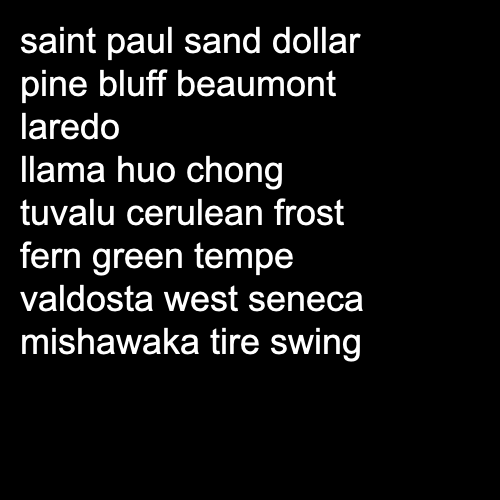 saint paul sand dollar
pine bluff beaumont
laredo
llama huo chong
tuvalu cerulean frost
fern green tempe
valdosta west seneca
mishawaka tire swing